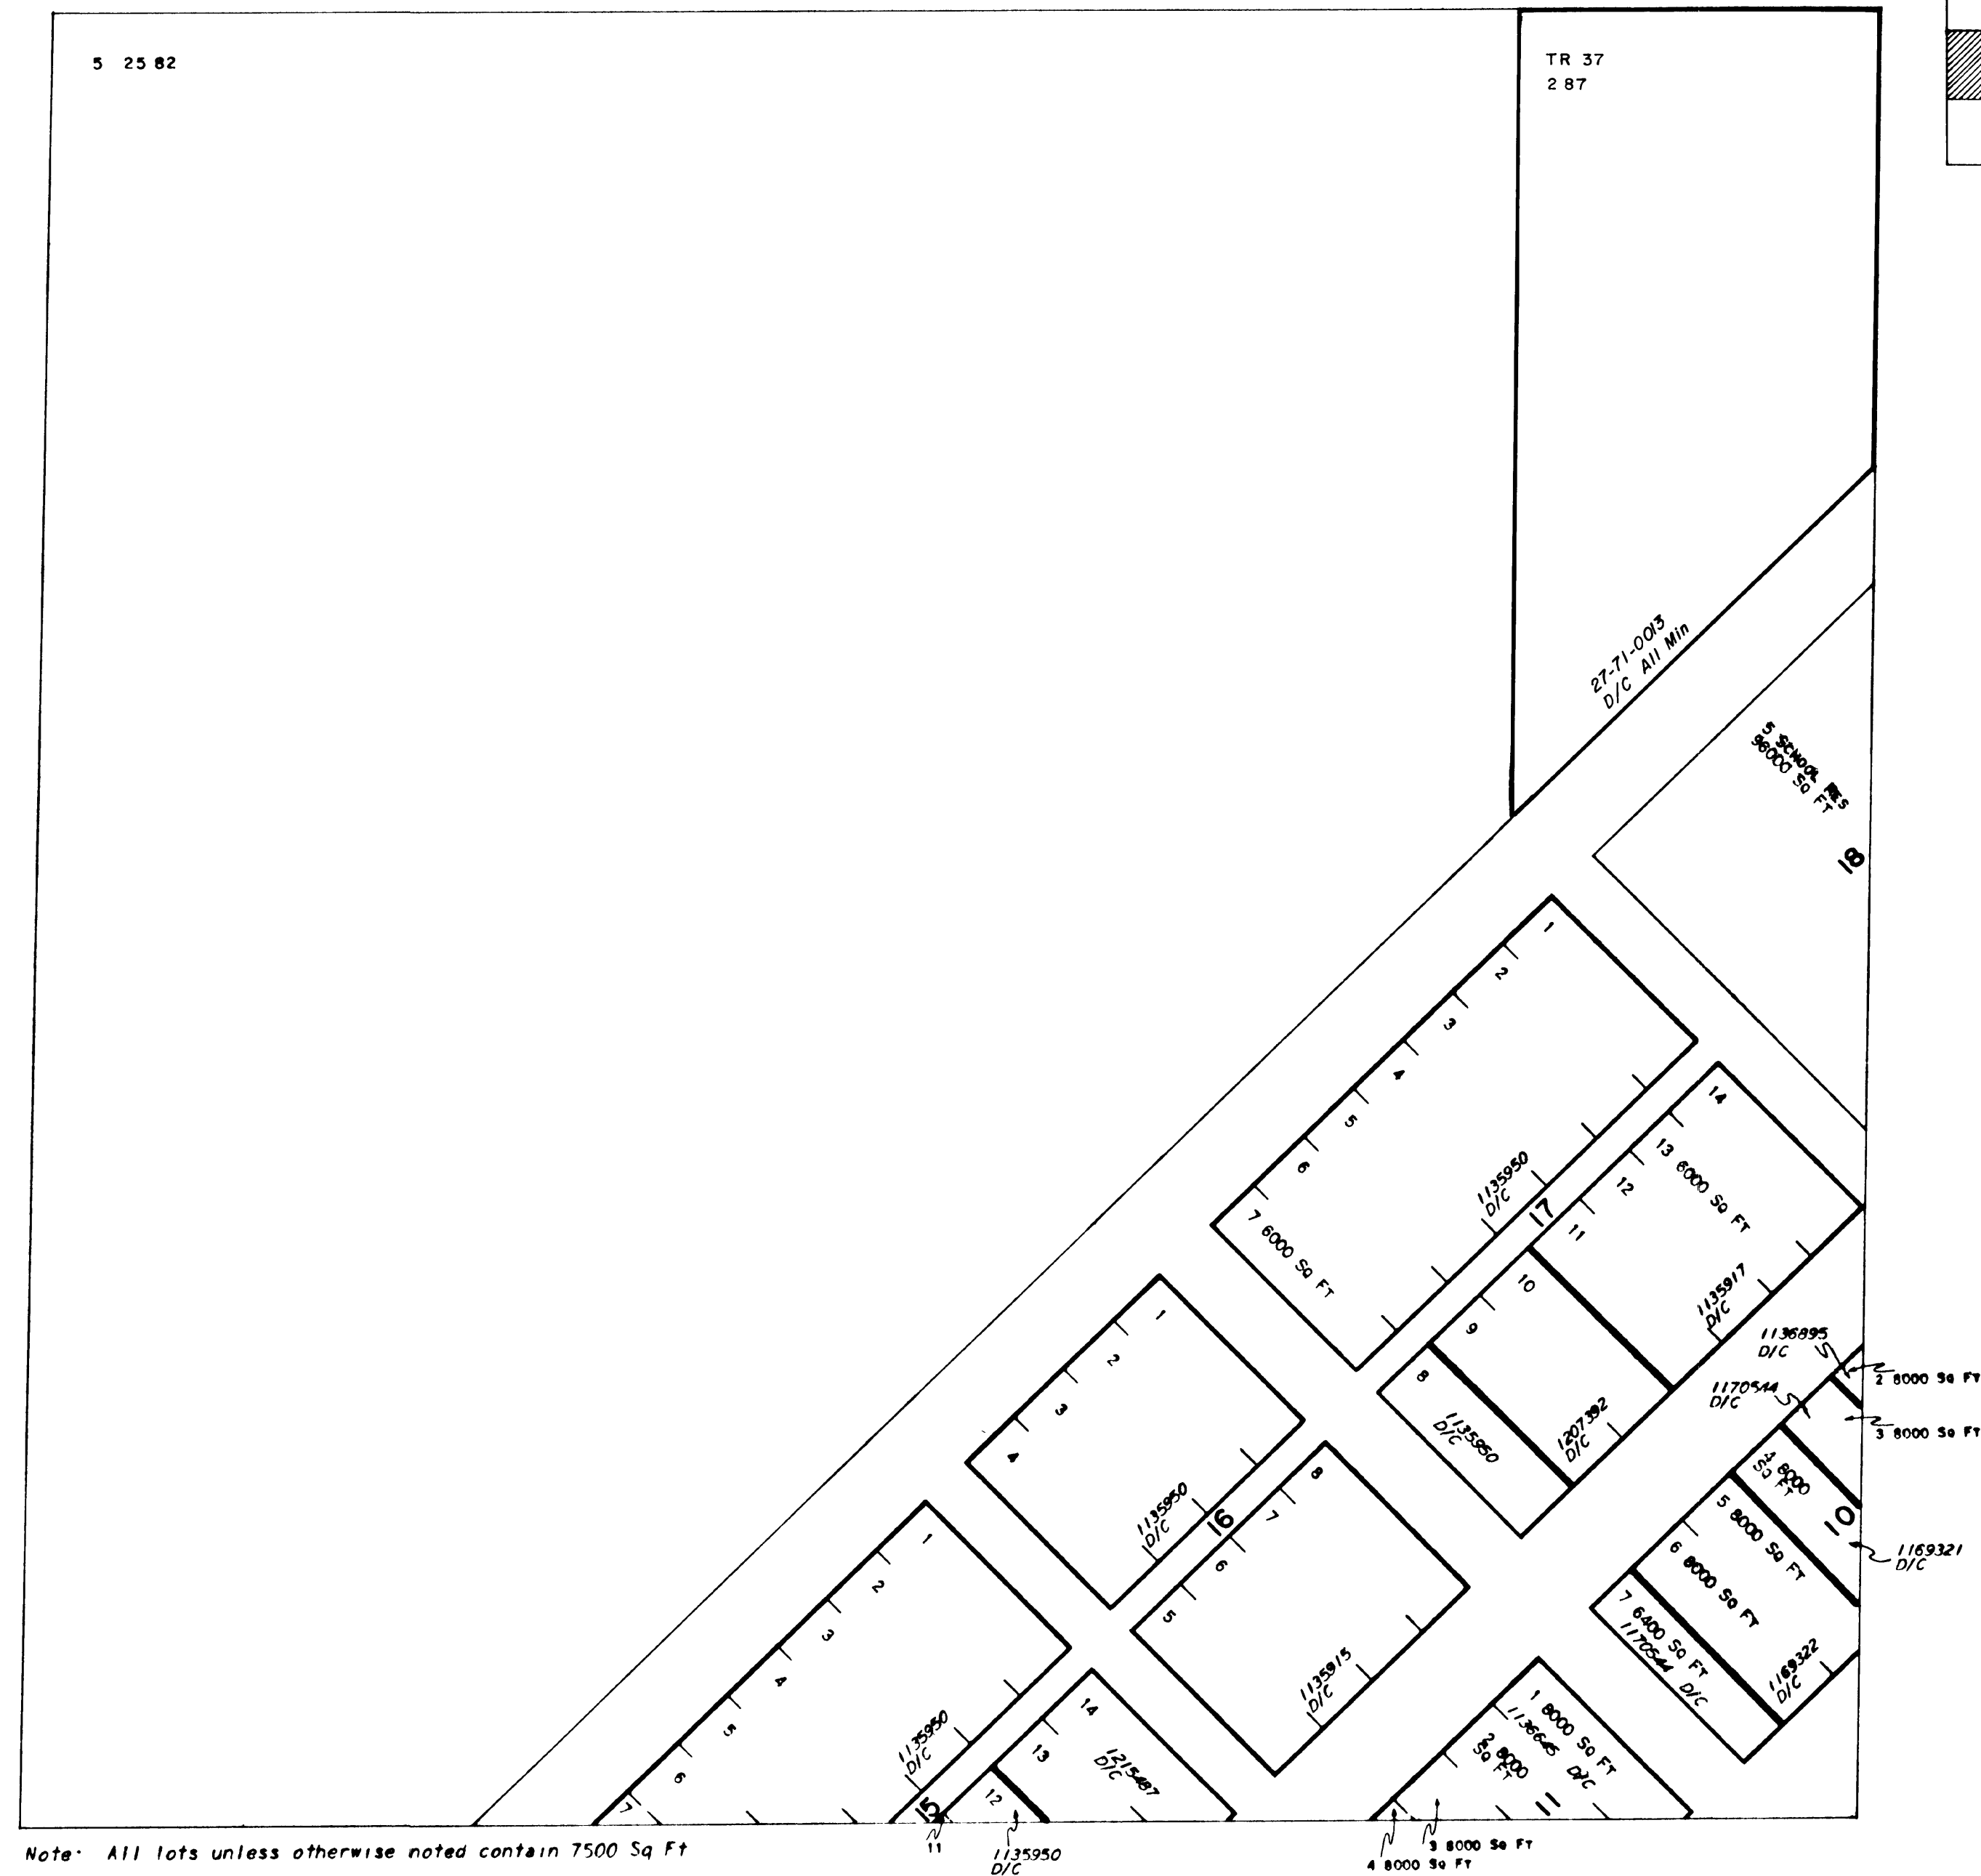 5 25 82
TR 37
2 87
27-71-0013
D/C All Min
5 SCHOOL RES
96000 SQ FT
18
1
2
3
4
5
6
7 6000 SQ FT
1135950
D/C
17
14
13 6000 SQ FT
12
11
1135917
D/C
10
9
1207392
D/C
8
1135950
D/C
1136895
D/C
2 8000 SQ FT
1170544
D/C
3 8000 SQ FT
4 8000
SQ FT
10
1169321
D/C
5 8000 SQ FT
6 8000 SQ FT
1169322
D/C
7 6400 SQ FT
1170544 D/C
1
2
3
4
1135950
D/C
16
8
7
6
5
1135915
D/C
1
2
3
4
5
6
7
1135950
D/C
15
14
13
1215487
D/C
12
11
1135950
D/C
1 8000 SQ FT
1136645 D/C
2 8000
SQ FT
11
3 8000 SQ FT
4 8000 SQ FT
Note: All lots unless otherwise noted contain 7500 Sq Ft